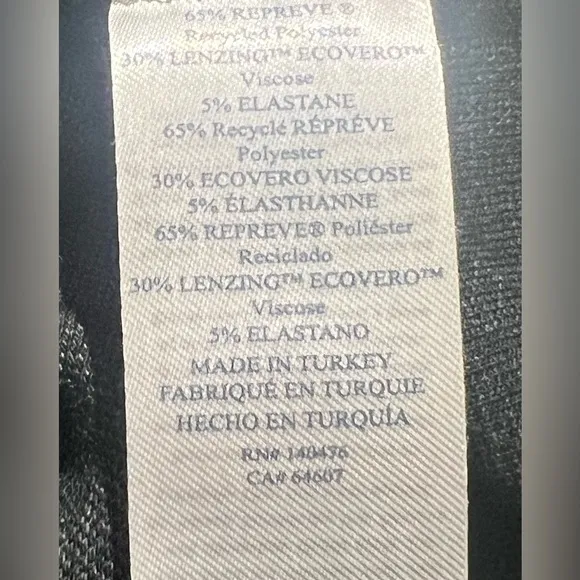 65% REPREVE ®
Recycled Polyester
30% LENZING™ ECOVERO™
Viscose
5% ELASTANE
65% Recyclé RÉPRÉVE
Polyester
30% ECOVERO VISCOSE
5% ÉLASTHANNE
65% REPREVE® Poliéster
Reciclado
30% LENZING™ ECOVERO™
Viscose
5% ELASTANO
MADE IN TURKEY
FABRIQUÉ EN TURQUIE
HECHO EN TURQUÍA
RN# 140476
CA# 64607